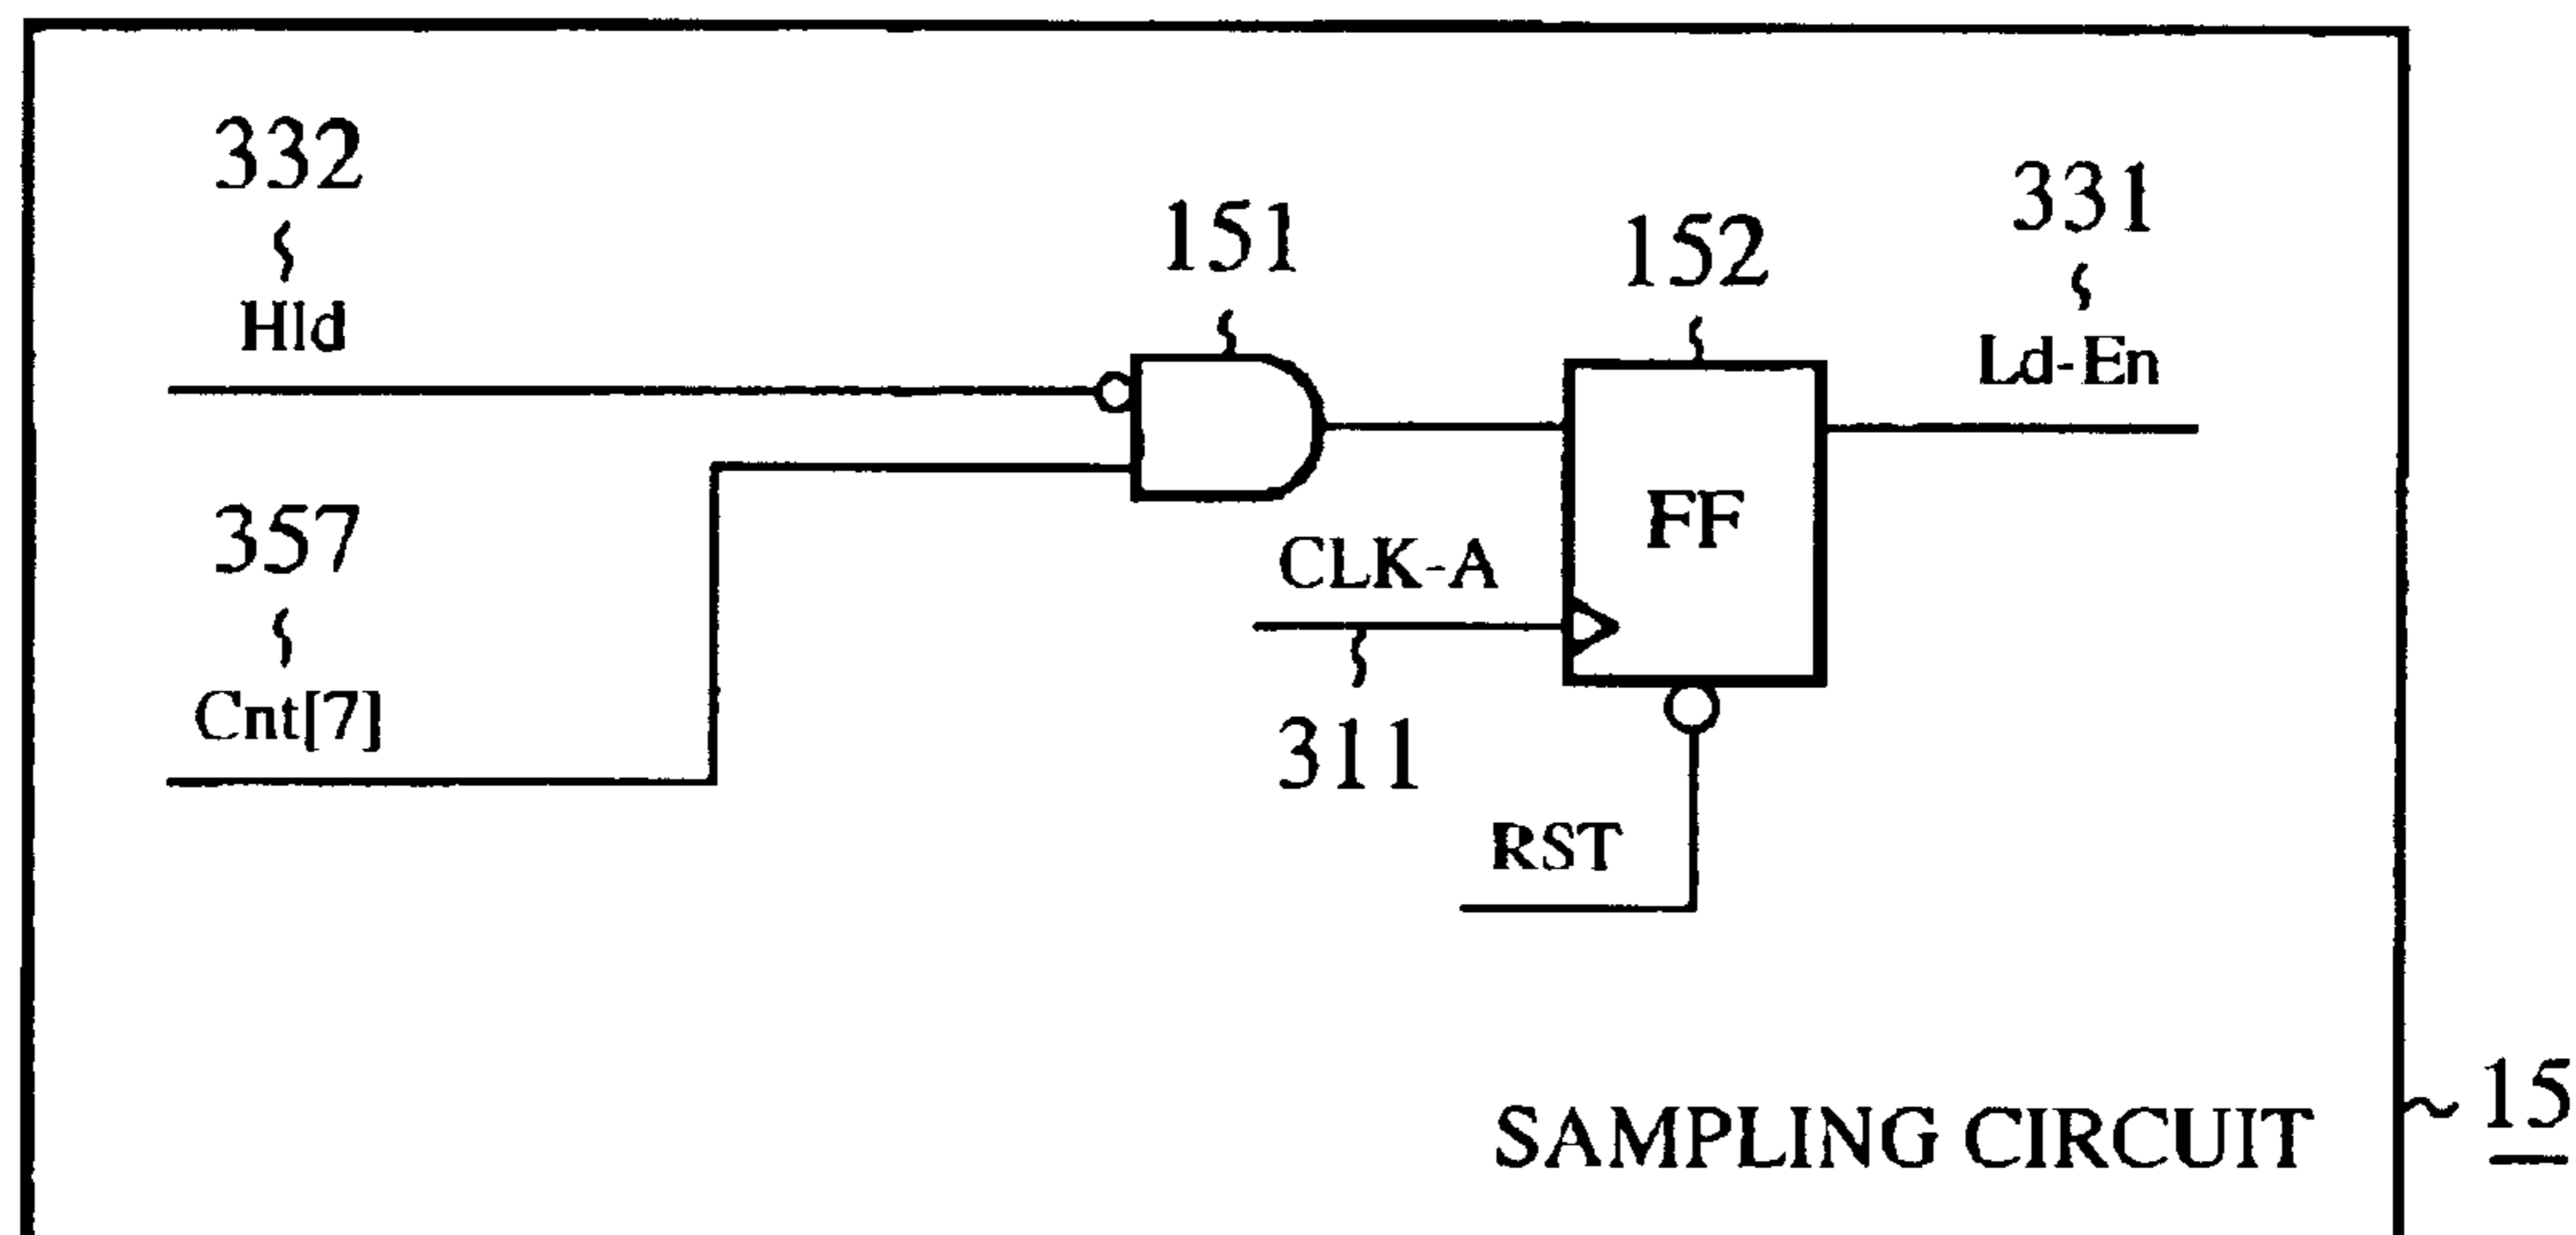 332
Hld
151
152
331
Ld-En
357
Cnt[7]
CLK-A
FF
311
RST
SAMPLING CIRCUIT
15